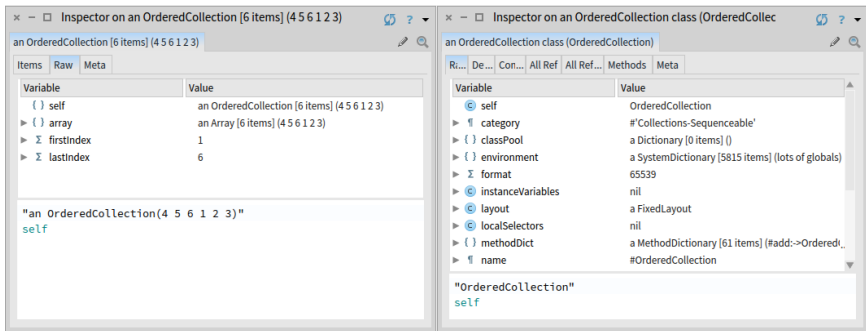 Inspector on an OrderedCollection [6 items] (4 5 6 1 2 3)
an OrderedCollection [6 items] (4 5 6 1 2 3)
Items Raw Meta
Variable Value
self an OrderedCollection [6 items] (4 5 6 1 2 3)
array an Array [6 items] (4 5 6 1 2 3)
firstIndex 1
lastIndex 6
"an OrderedCollection(4 5 6 1 2 3)"
self
Inspector on an OrderedCollection class (OrderedCollec
an OrderedCollection class (OrderedCollection)
R... De... Con... All Ref All Ref... Methods Meta
Variable Value
self OrderedCollection
category #'Collections-Sequenceable'
classPool a Dictionary [0 items] ()
environment a SystemDictionary [5815 items] (lots of globals)
format 65539
instanceVariables nil
layout a FixedLayout
localSelectors nil
methodDict a MethodDictionary [61 items] (#add:->Ordered
name #OrderedCollection
"OrderedCollection"
self